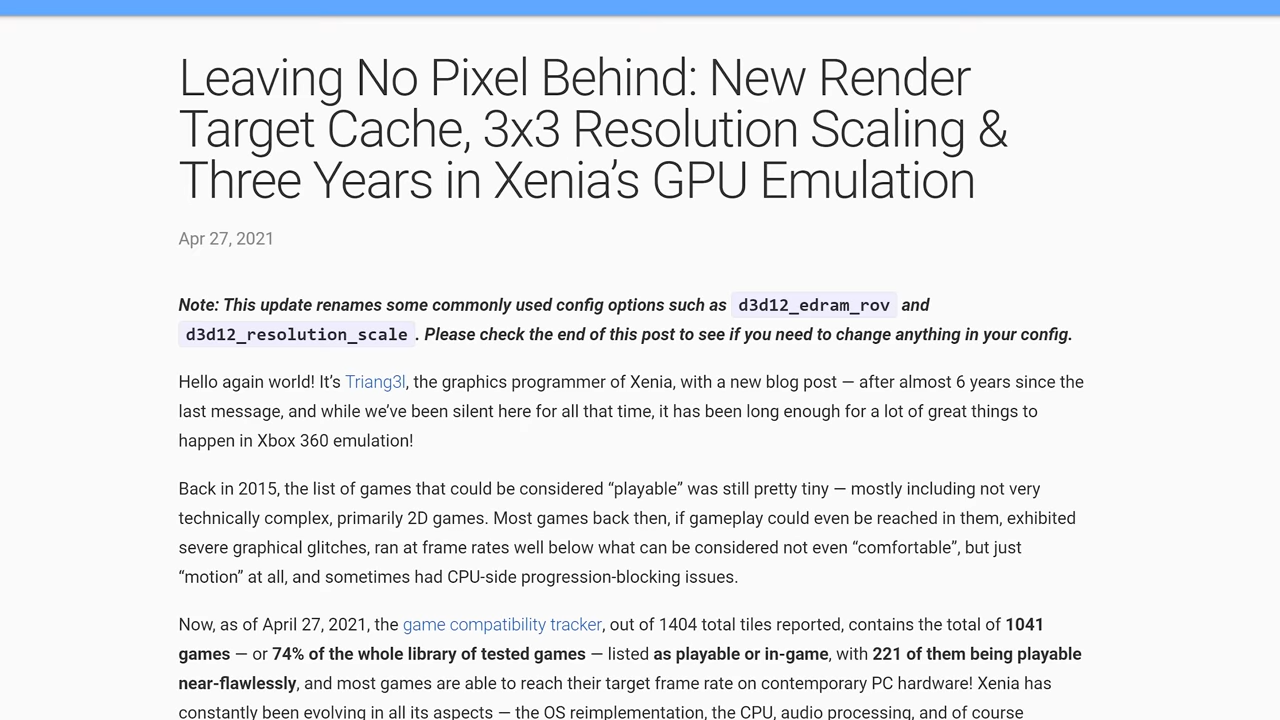 Leaving No Pixel Behind: New Render
Target Cache, 3x3 Resolution Scaling &
Three Years in Xenia’s GPU Emulation
Apr 27, 2021
Note: This update renames some commonly used config options such as d3d12_edram_rov and
d3d12_resolution_scale . Please check the end of this post to see if you need to change anything in your config.
Hello again world! It’s Triang3l, the graphics programmer of Xenia, with a new blog post — after almost 6 years since the
last message, and while we’ve been silent here for all that time, it has been long enough for a lot of great things to
happen in Xbox 360 emulation!
Back in 2015, the list of games that could be considered “playable” was still pretty tiny — mostly including not very
technically complex, primarily 2D games. Most games back then, if gameplay could even be reached in them, exhibited
severe graphical glitches, ran at frame rates well below what can be considered not even “comfortable”, but just
“motion” at all, and sometimes had CPU-side progression-blocking issues.
Now, as of April 27, 2021, the game compatibility tracker, out of 1404 total tiles reported, contains the total of 1041
games — or 74% of the whole library of tested games — listed as playable or in-game, with 221 of them being playable
near-flawlessly, and most games are able to reach their target frame rate on contemporary PC hardware! Xenia has
constantly been evolving in all its aspects — the OS reimplementation, the CPU, audio processing, and of course